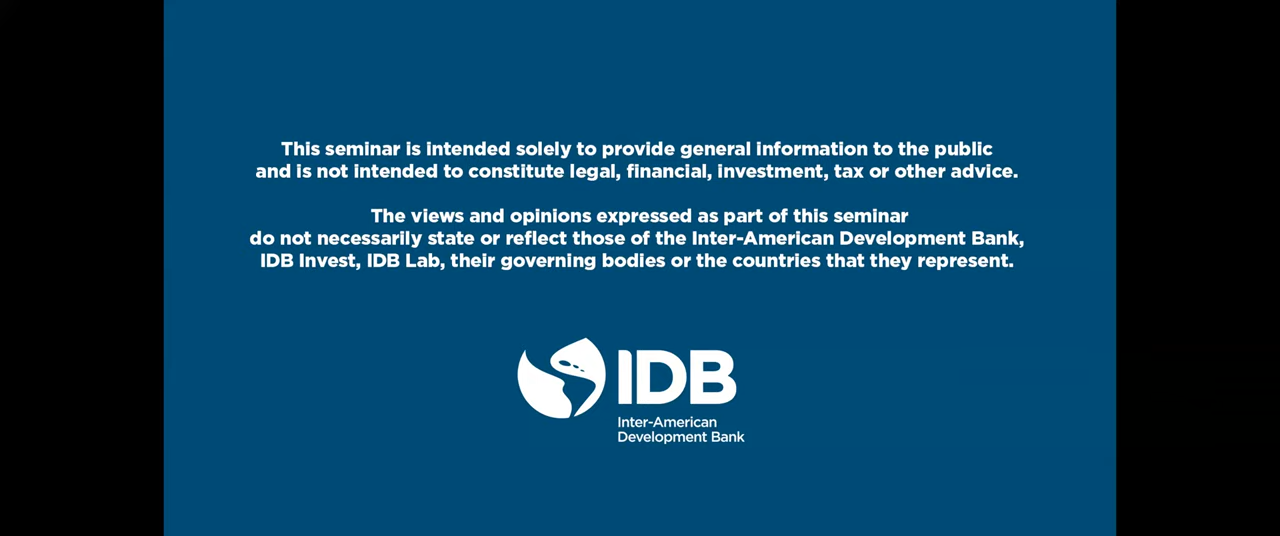 This seminar is intended solely to provide general information to the public
and is not intended to constitute legal, financial, investment, tax or other advice.
The views and opinions expressed as part of this seminar
do not necessarily state or reflect those of the Inter-American Development Bank,
IDB Invest, IDB Lab, their governing bodies or the countries that they represent.
IDB
Inter-American
Development Bank